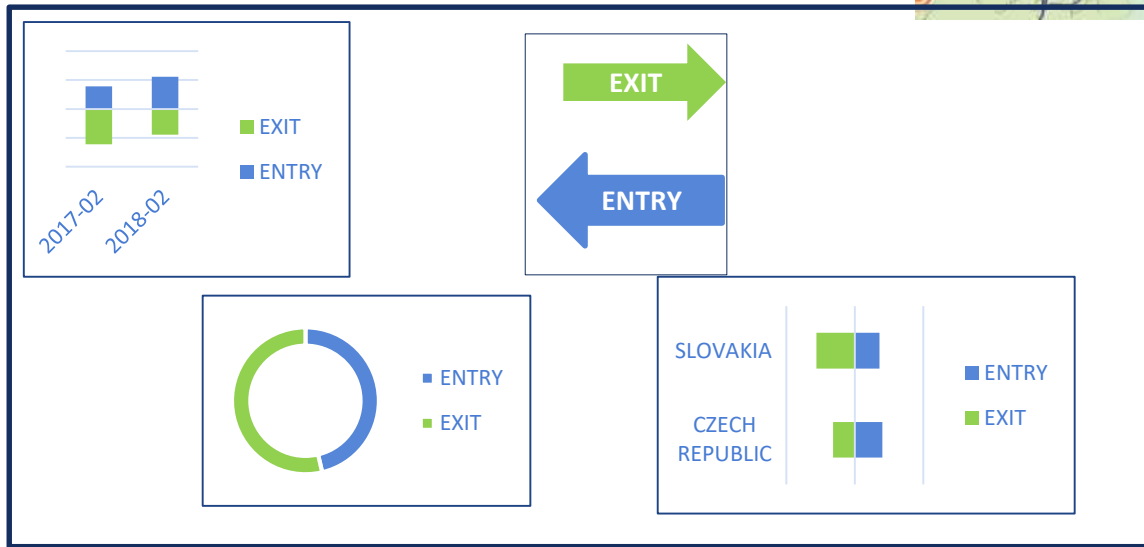 EXIT
ENTRY
2017-02
2018-02
EXIT
ENTRY
ENTRY
EXIT
SLOVAKIA
CZECH
REPUBLIC
ENTRY
EXIT